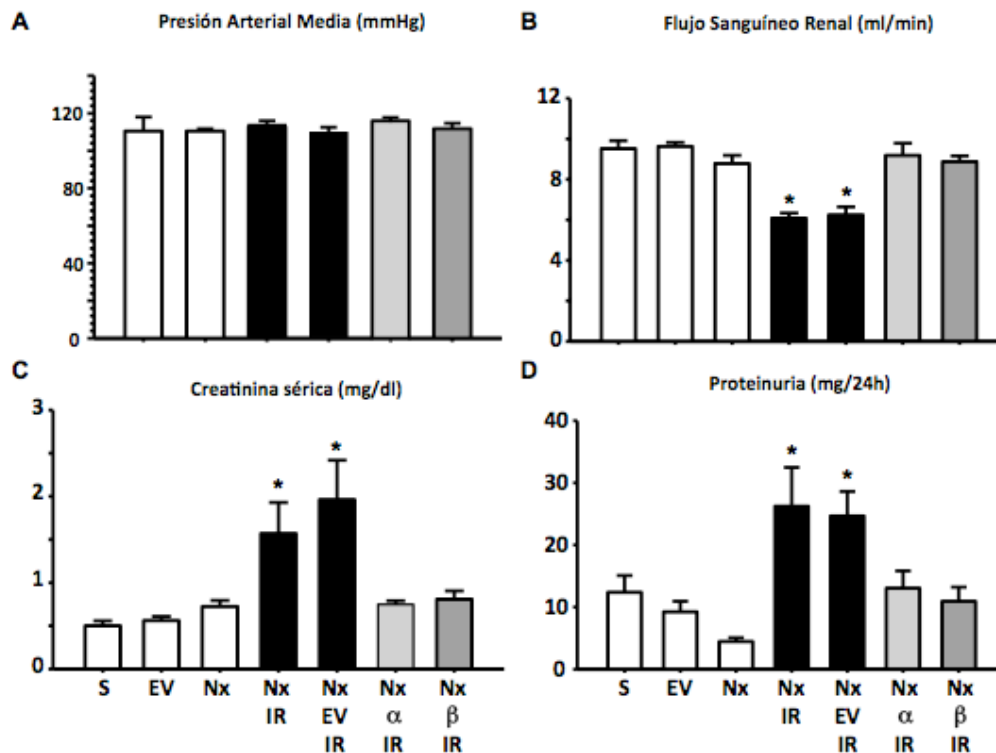 A Presión Arterial Media (mmHg)
120
80
40
0
B Flujo Sanguíneo Renal (ml/min)
12
8
4
0
* *
C Creatinina sérica (mg/dl)
3
2
1
0
* *
S EV Nx Nx Nx Nx Nx
IR EV α β
IR IR IR
D Proteinuria (mg/24h)
40
30
20
10
0
* *
S EV Nx Nx Nx Nx Nx
IR EV α β
IR IR IR